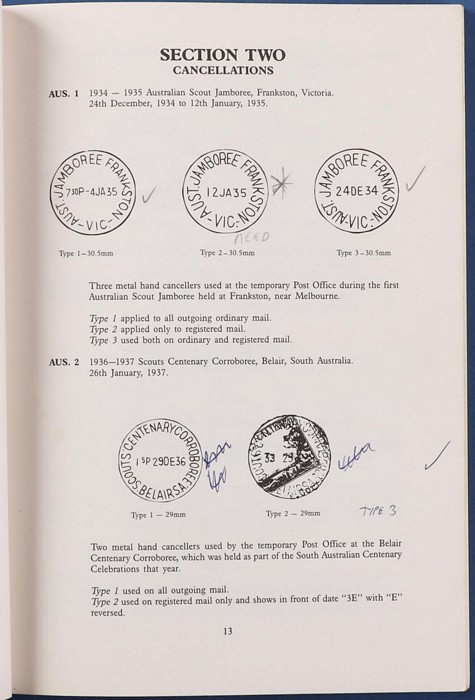 SECTION TWO
CANCELLATIONS
AUS. 1 1934 — 1935 Australian Scout Jamboree, Frankston, Victoria.
24th December, 1934 to 12th January, 1935.
AUST. JAMBOREE FRANKSTON
7 30P-4JA35
-VIC-
AUST. JAMBOREE FRANKSTON
12JA35
-VIC-
AUST. JAMBOREE FRANKSTON
24DE34
-VIC-
NEED
Type 1–30.5mm
Type 2–30.5mm
Type 3–30.5mm
Three metal hand cancellers used at the temporary Post Office during the first
Australian Scout Jamboree held at Frankston, near Melbourne.
Type 1 applied to all outgoing ordinary mail.
Type 2 applied only to registered mail.
Type 3 used both on ordinary and registered mail.
AUS. 2 1936—1937 Scouts Centenary Corroboree, Belair, South Australia.
26th January, 1937.
SCOUTS CENTENARY CORROBOREE
5P 29DE36
BELAIR S.A.
Type 1 — 29mm
Type 2 — 29mm
TYPE 3
Two metal hand cancellers used by the temporary Post Office at the Belair
Centenary Corroboree, which was held as part of the South Australian Centenary
Celebrations that year.
Type 1 used on all outgoing mail.
Type 2 used on registered mail only and shows in front of date "3E" with "E"
reversed.
13